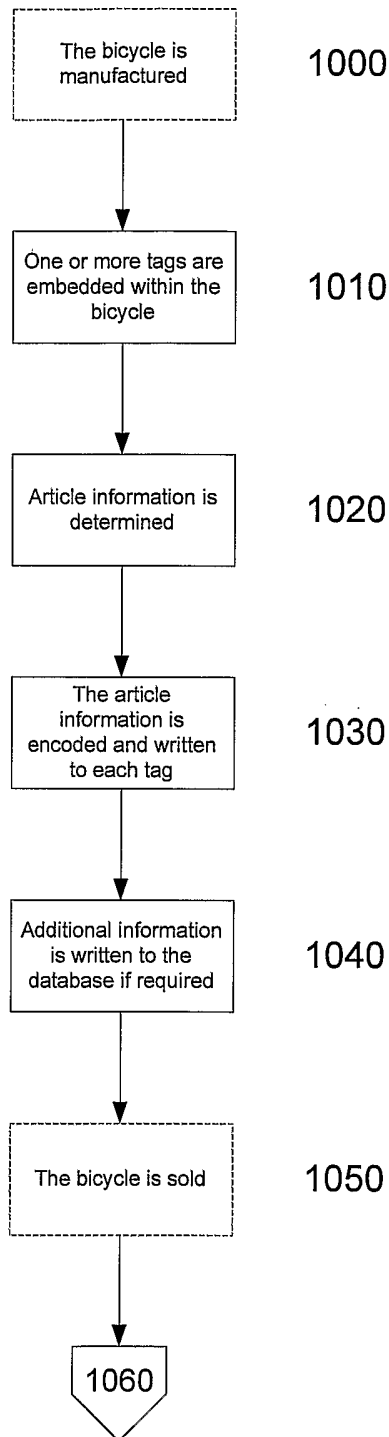 The bicycle is
manufactured
1000
One or more tags are
embedded within the
bicycle
1010
Article information is
determined
1020
The article
information is
encoded and written
to each tag
1030
Additional information
is written to the
database if required
1040
The bicycle is sold
1050
1060